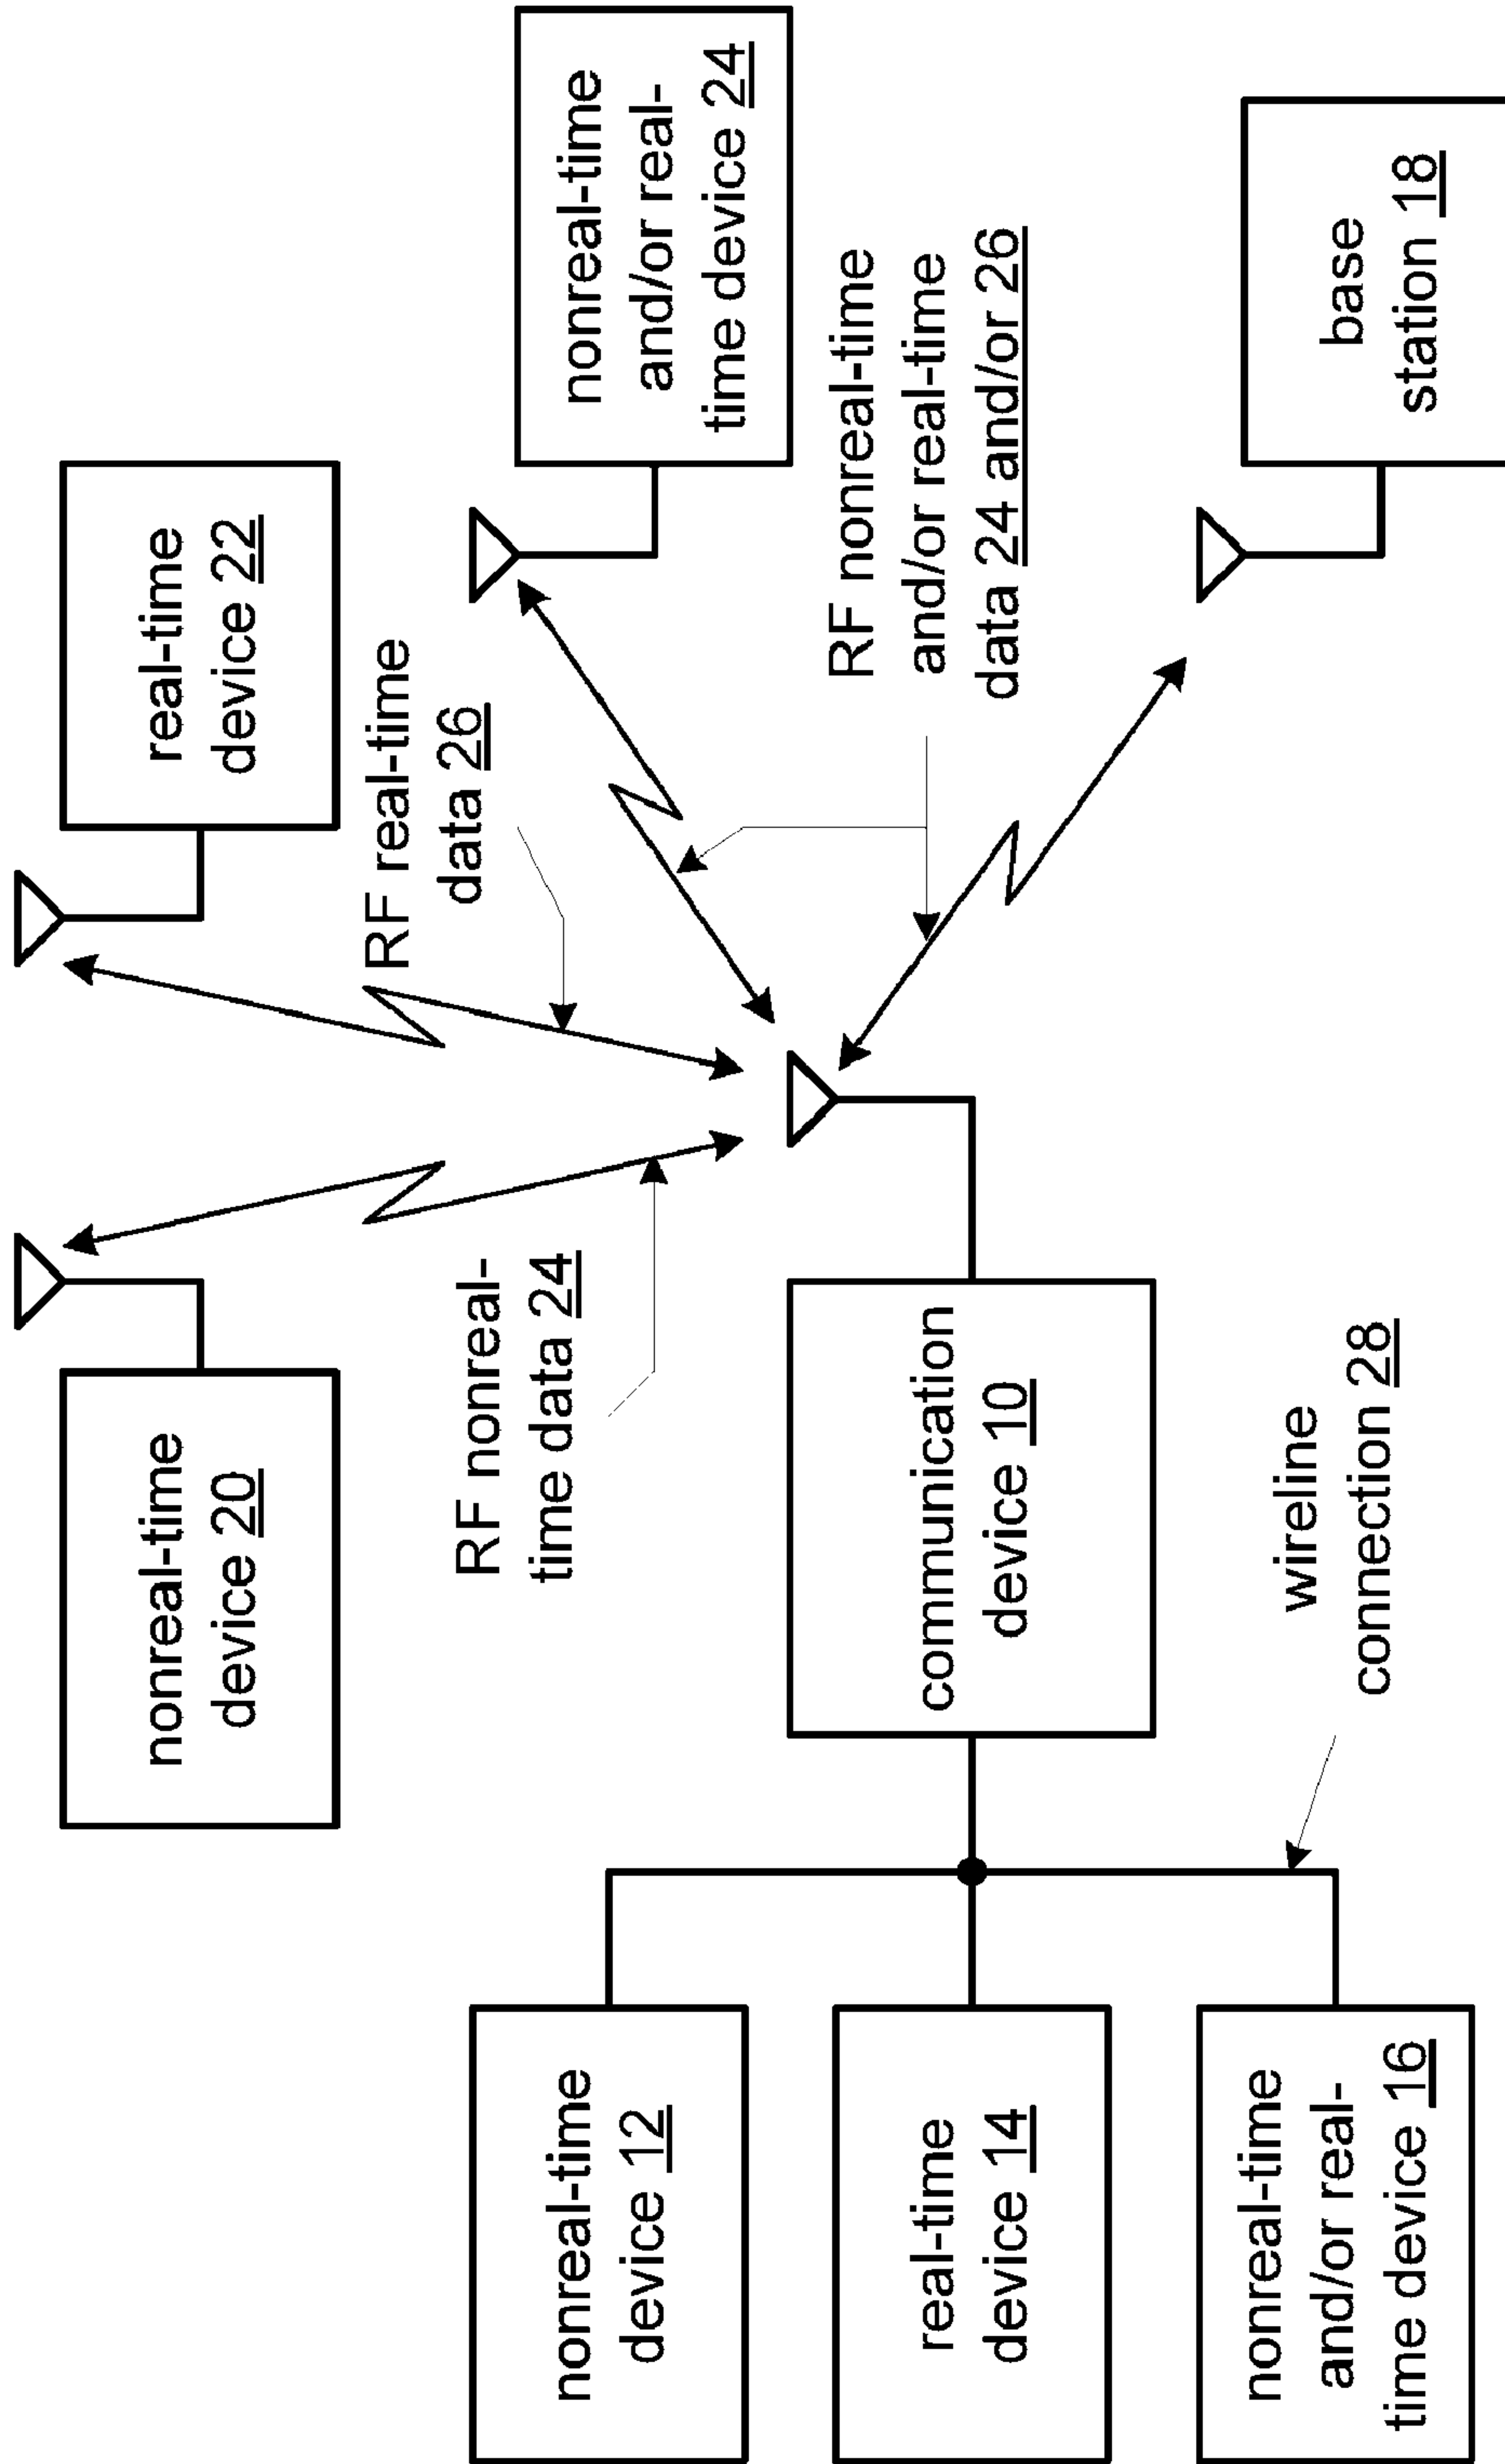 nonreal-time
device 20
real-time
device 22
RF real-time
data 26
RF nonreal-
time data 24
nonreal-time
and/or real-
time device 24
nonreal-time
device 12
real-time
device 14
nonreal-time
and/or real-
time device 16
communication
device 10
RF nonreal-time
and/or real-time
data 24 and/or 26
wireline
connection 28
base
station 18